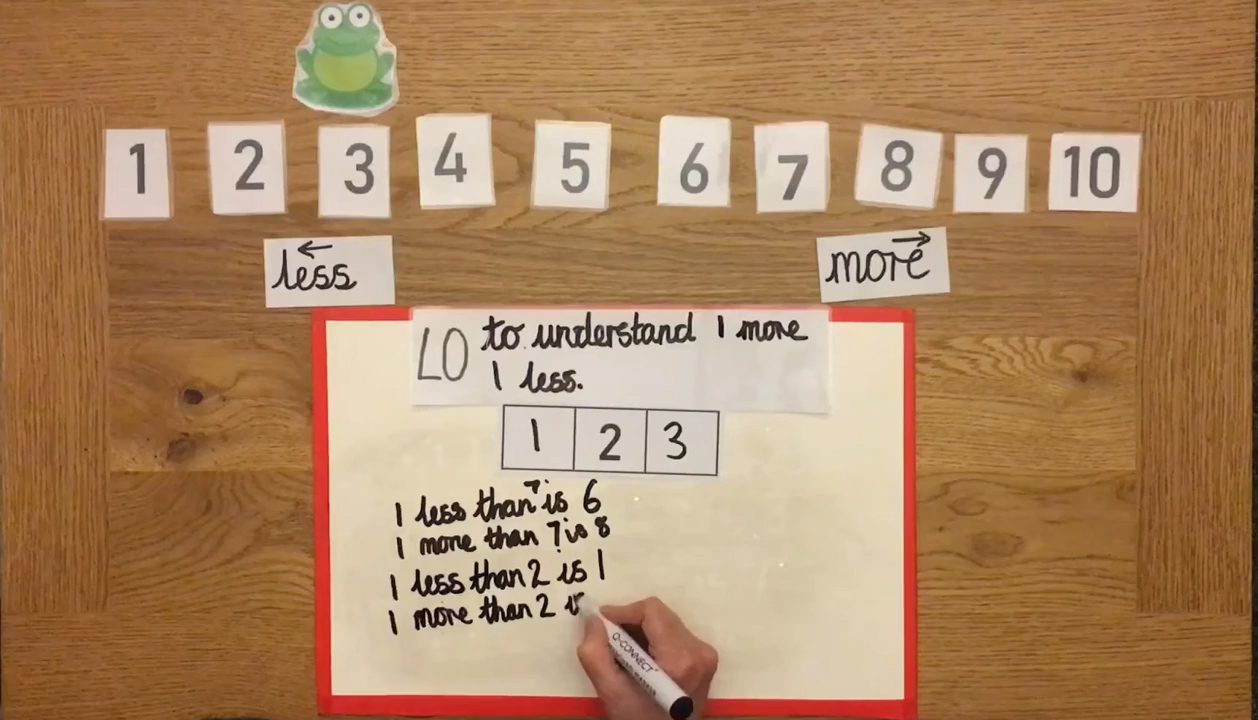 1 2 3 4 5 6 7 8 9 10
less more
LO to understand 1 more
1 less.
1 2 3
1 less than 7 is 6
1 more than 7 is 8
1 less than 2 is 1
1 more than 2 is
Q-CONNECT